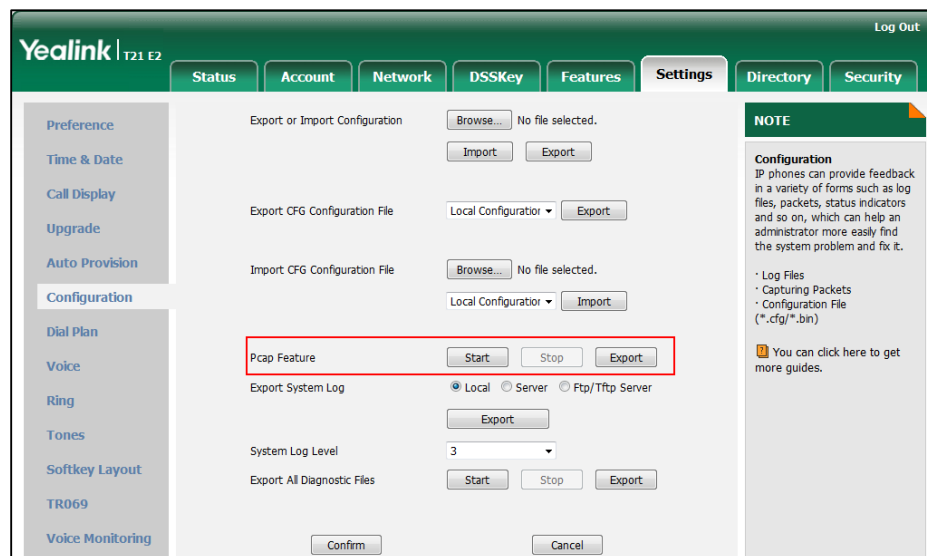 Log Out
Yealink T21 E2
Status Account Network DSSKey Features Settings Directory Security
Preference
Time & Date
Call Display
Upgrade
Auto Provision
Configuration
Dial Plan
Voice
Ring
Tones
Softkey Layout
TR069
Voice Monitoring
Export or Import Configuration Browse... No file selected.
Import Export
Export CFG Configuration File Local Configuration Export
Import CFG Configuration File Browse... No file selected.
Local Configuration Import
Pcap Feature Start Stop Export
Export System Log Local Server Ftp/Tftp Server
Export
System Log Level 3
Export All Diagnostic Files Start Stop Export
Confirm Cancel
NOTE
Configuration
IP phones can provide feedback
in a variety of forms such as log
files, packets, status indicators
and so on, which can help an
administrator more easily find
the system problem and fix it.
· Log Files
· Capturing Packets
· Configuration File
(*.cfg/*.bin)
? You can click here to get
more guides.